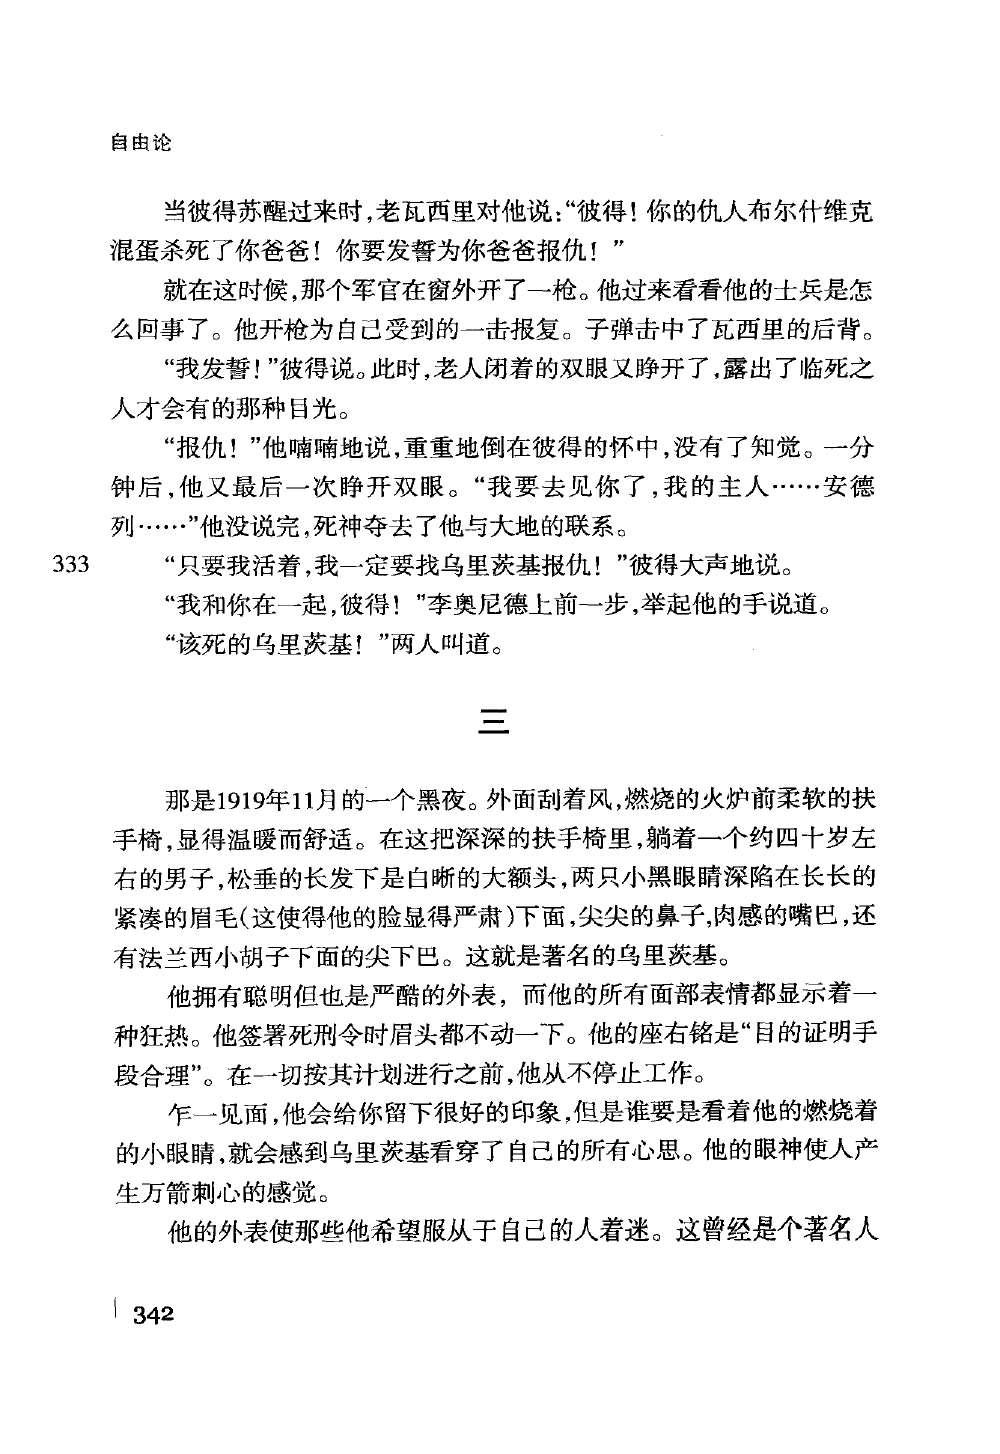 自由论
当彼得苏醒过来时,老瓦西里对他说:“彼得！你的仇人布尔什维克
混蛋杀死了你爸爸！你要发誓为你爸爸报仇！”
就在这时候,那个军官在窗外开了一枪。他过来看看他的士兵是怎
么回事了。他开枪为自己受到的一击报复。子弹击中了瓦西里的后背。
“我发誓！”彼得说。此时,老人闭着的双眼又睁开了,露出了临死之
人才会有的那种目光。
“报仇！”他喃喃地说,重重地倒在彼得的怀中,没有了知觉。一分
钟后,他又最后一次睁开双眼。“我要去见你了,我的主人……安德
列……”他没说完,死神夺去了他与大地的联系。
333 “只要我活着,我一定要找乌里茨基报仇！”彼得大声地说。
“我和你在一起,彼得！”李奥尼德上前一步,举起他的手说道。
“该死的乌里茨基！”两人叫道。
三
那是1919年11月的一个黑夜。外面刮着风,燃烧的火炉前柔软的扶
手椅,显得温暖而舒适。在这把深深的扶手椅里,躺着一个约四十岁左
右的男子,松垂的长发下是白晰的大额头,两只小黑眼睛深陷在长长的
紧凑的眉毛(这使得他的脸显得严肃)下面,尖尖的鼻子,肉感的嘴巴,还
有法兰西小胡子下面的尖下巴。这就是著名的乌里茨基。
他拥有聪明但也是严酷的外表，而他的所有面部表情都显示着一
种狂热。他签署死刑令时眉头都不动一下。他的座右铭是“目的证明手
段合理”。在一切按其计划进行之前,他从不停止工作。
乍一见面,他会给你留下很好的印象,但是谁要是看着他的燃烧着
的小眼睛,就会感到乌里茨基看穿了自己的所有心思。他的眼神使人产
生万箭刺心的感觉。
他的外表使那些他希望服从于自己的人着迷。这曾经是个著名人
342